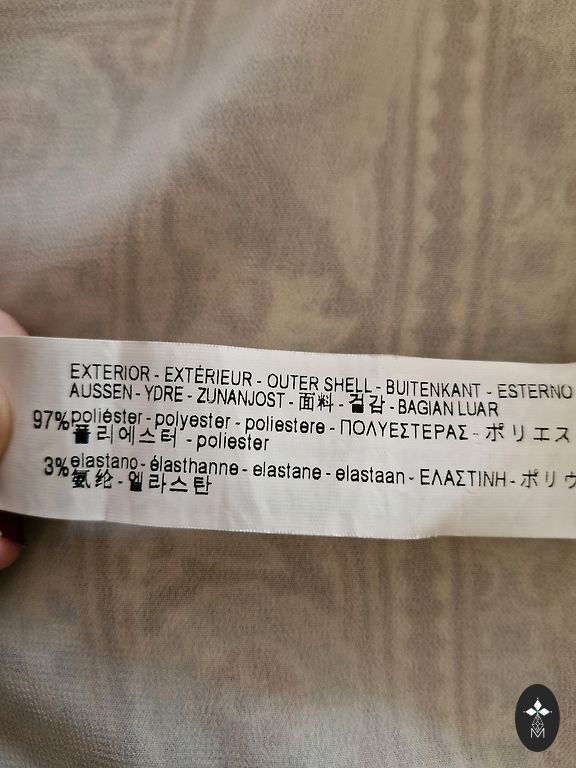 EXTERIOR - EXTÉRIEUR - OUTER SHELL - BUITENKANT - ESTERNO
AUSSEN - YDRE - ZUNANJOST - 面料 - 겉감 - BAGIAN LUAR
97% poliéster - polyester - poliestere - ΠΟΛΥΕΣΤΕΡΑΣ - ポリエス
폴리에스터 - poliester
3% elastano - élasthanne - elastane - elastaan - ΕΛΑΣΤΙΝΗ - ポリウ
氨纶 - 엘라스탄
M